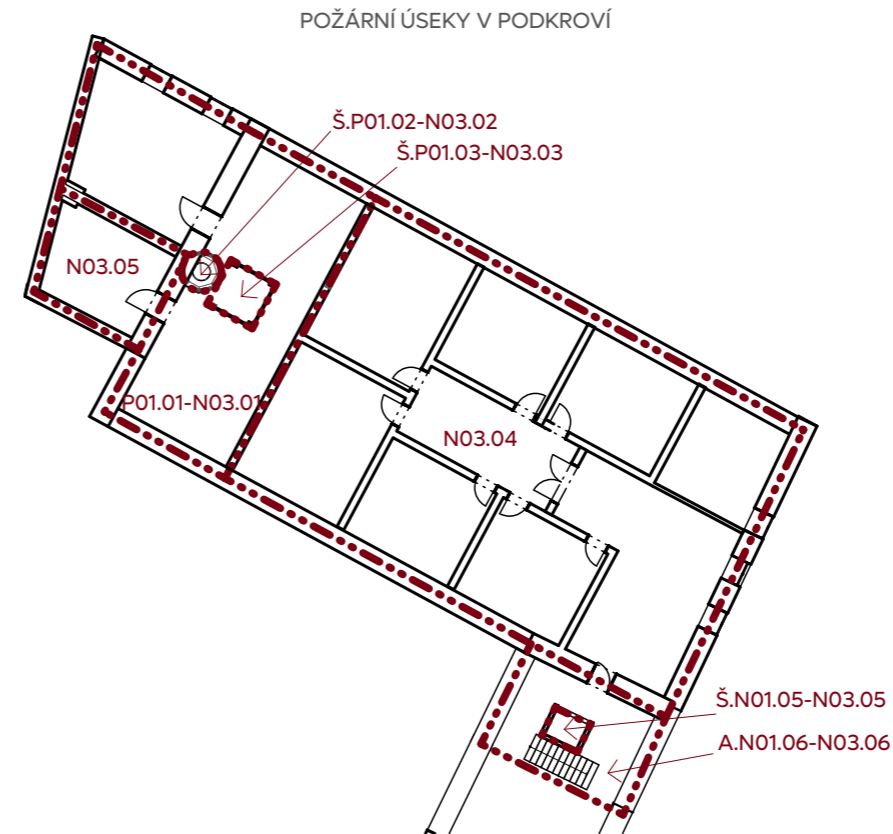 POŽÁRNÍ ÚSEKY V PODKROVÍ
Š.P01.02-N03.02
Š.P01.03-N03.03
N03.05
P01.01-N03.01
N03.04
Š.N01.05-N03.05
A.N01.06-N03.06